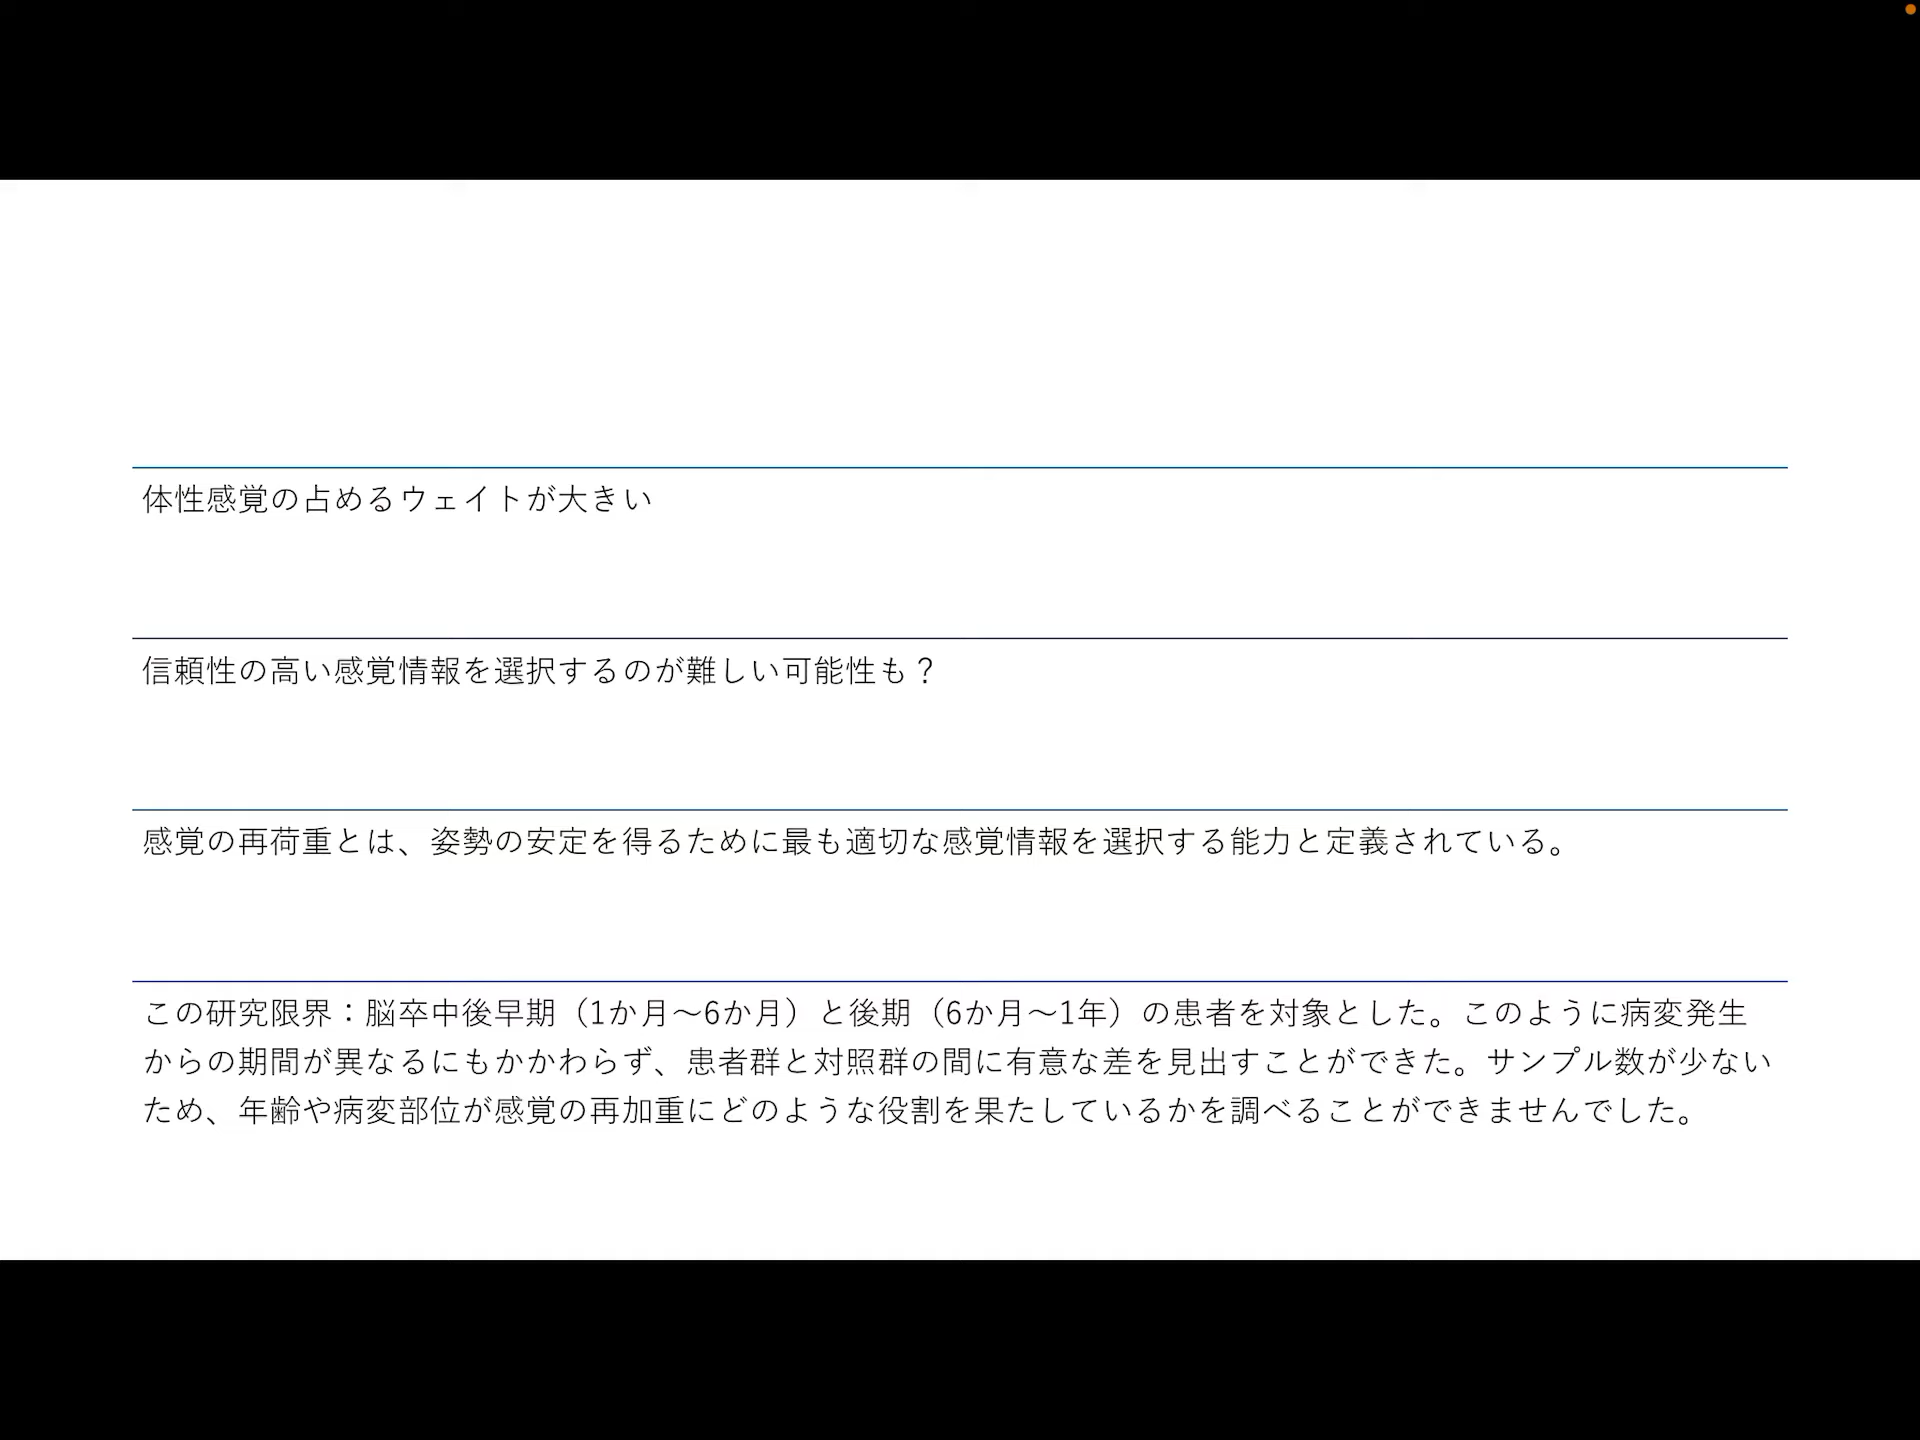 体性感覚の占めるウェイトが大きい
信頼性の高い感覚情報を選択するのが難しい可能性も？
感覚の再荷重とは、姿勢の安定を得るために最も適切な感覚情報を選択する能力と定義されている。
この研究限界：脳卒中後早期（1か月～6か月）と後期（6か月～1年）の患者を対象とした。このように病変発生
からの期間が異なるにもかかわらず、患者群と対照群の間に有意な差を見出すことができた。サンプル数が少ない
ため、年齢や病変部位が感覚の再加重にどのような役割を果たしているかを調べることができませんでした。